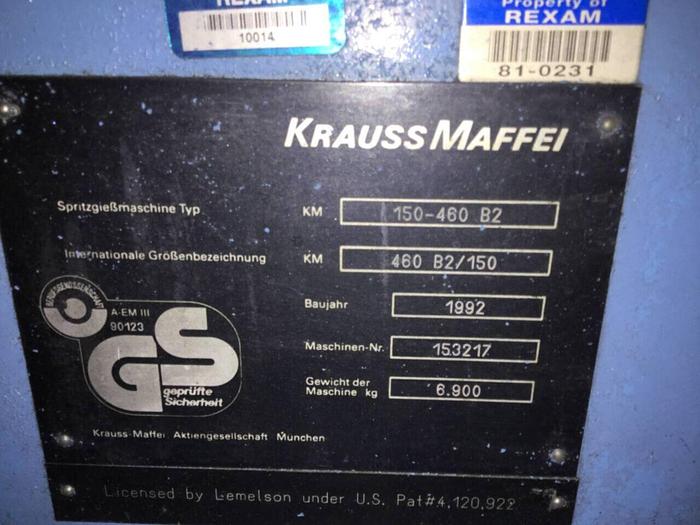 REXAM
10014
Property of
REXAM
81-0231
KRAUSS MAFFEI
Spritzgießmaschine Typ KM 150-460 B2
Internationale Größenbezeichnung KM 460 B2/150
Baujahr 1992
Maschinen-Nr. 153217
Gewicht der
Maschine kg 6.900
BERUFSGENOSSENSCHAFT
A-EM III
90123
GS
geprüfte
Sicherheit
Krauss-Maffei Aktiengesellschaft München
Licensed by Lemelson under U.S. Pat#4,120,922